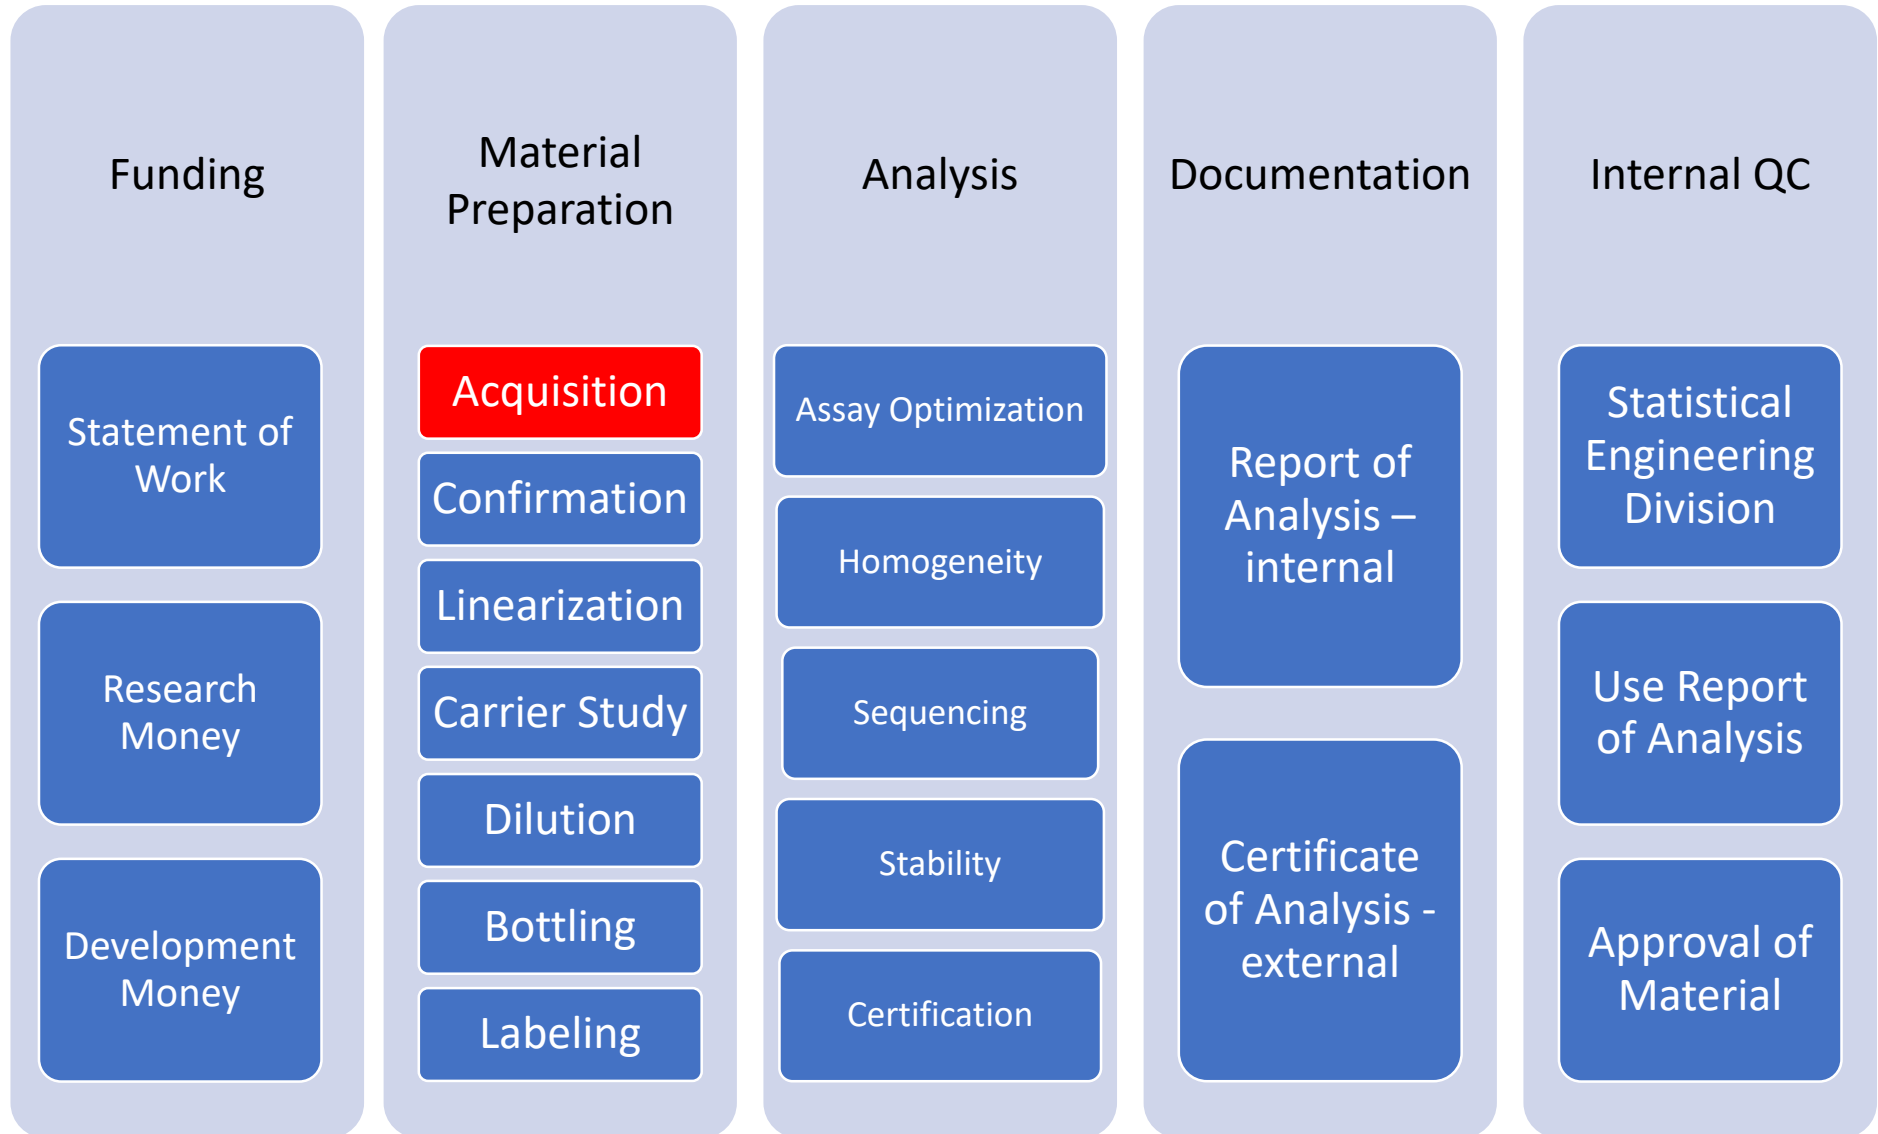 Funding
Statement of
Work
Research
Money
Development
Money
Material
Preparation
Acquisition
Confirmation
Linearization
Carrier Study
Dilution
Bottling
Labeling
Analysis
Assay Optimization
Homogeneity
Sequencing
Stability
Certification
Documentation
Report of
Analysis –
internal
Certificate
of Analysis -
external
Internal QC
Statistical
Engineering
Division
Use Report
of Analysis
Approval of
Material